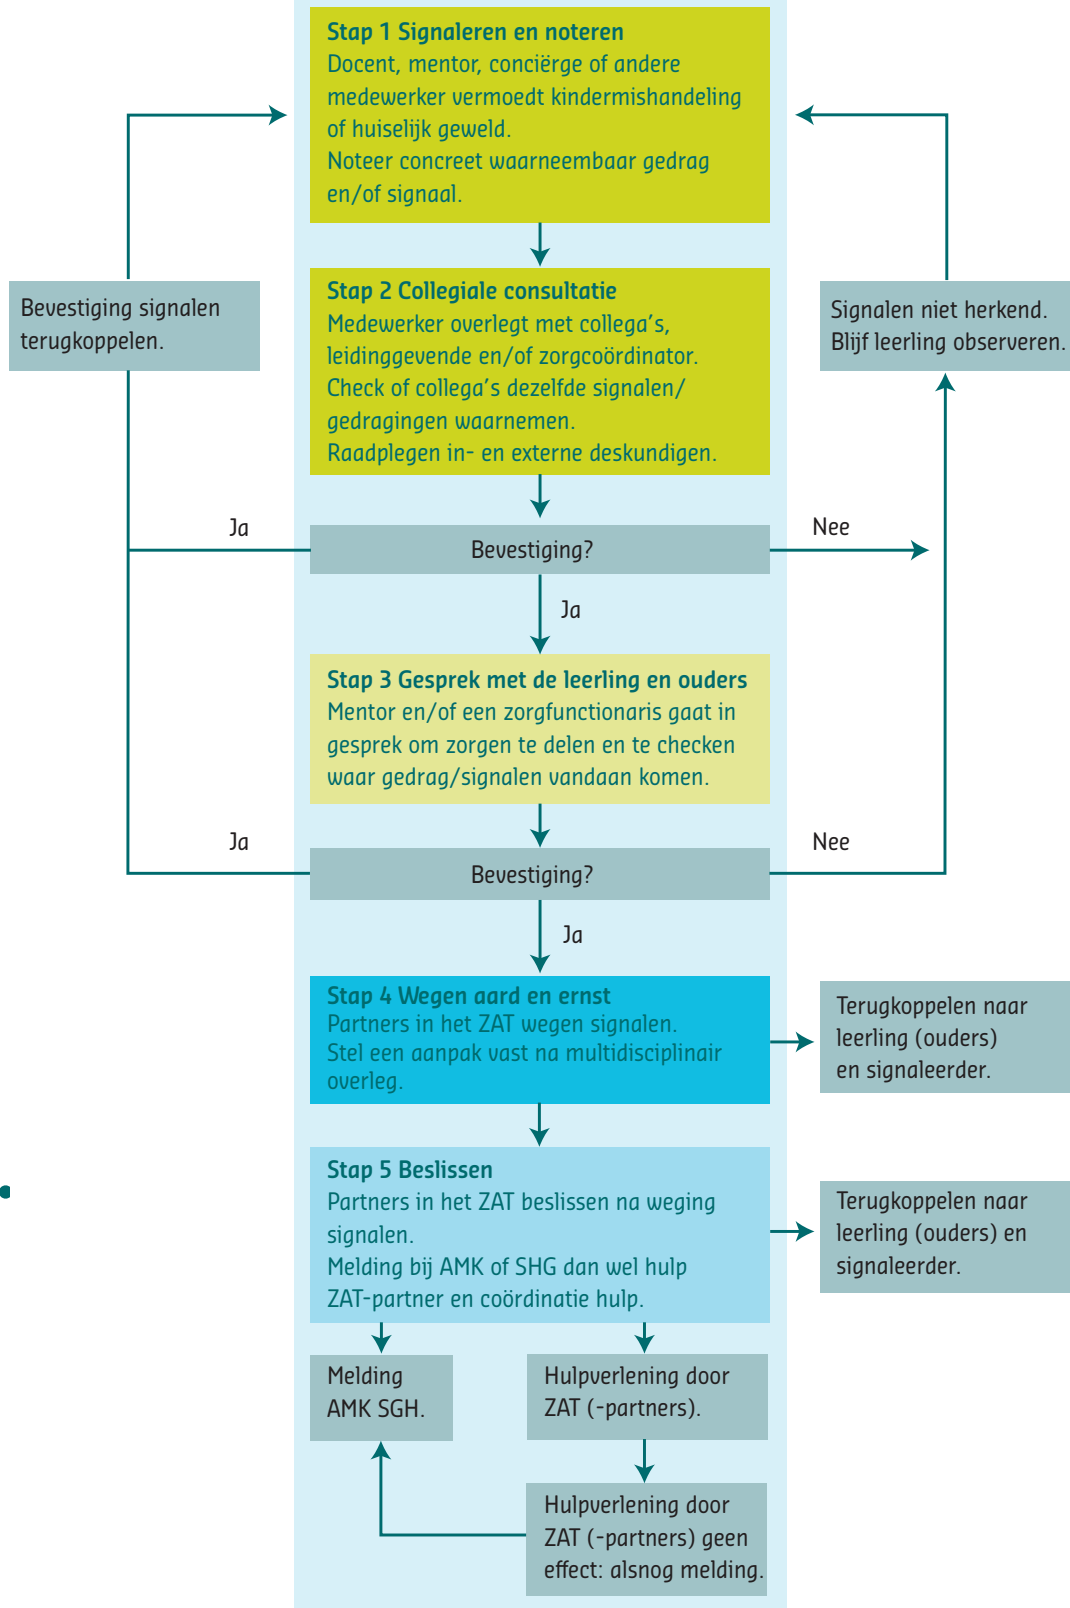 Stap 1 Signaleren en noteren
Docent, mentor, conciërge of andere
medewerker vermoedt kindermishandeling
of huiselijk geweld.
Noteer concreet waarneembaar gedrag
en/of signaal.
Bevestiging signalen
terugkoppelen.
Stap 2 Collegiale consultatie
Medewerker overlegt met collega's,
leidinggevende en/of zorgcoördinator.
Check of collega's dezelfde signalen/
gedragingen waarnemen.
Raadplegen in- en externe deskundigen.
Signalen niet herkend.
Blijf leerling observeren.
Ja
Bevestiging?
Nee
Ja
Stap 3 Gesprek met de leerling en ouders
Mentor en/of een zorgfunctionaris gaat in
gesprek om zorgen te delen en te checken
waar gedrag/signalen vandaan komen.
Ja
Bevestiging?
Nee
Ja
Stap 4 Wegen aard en ernst
Partners in het ZAT wegen signalen.
Stel een aanpak vast na multidisciplinair
overleg.
Terugkoppelen naar
leerling (ouders)
en signaleerder.
Stap 5 Beslissen
Partners in het ZAT beslissen na weging
signalen.
Melding bij AMK of SHG dan wel hulp
ZAT-partner en coördinatie hulp.
Terugkoppelen naar
leerling (ouders) en
signaleerder.
Melding
AMK SGH.
Hulpverlening door
ZAT (-partners).
Hulpverlening door
ZAT (-partners) geen
effect: alsnog melding.